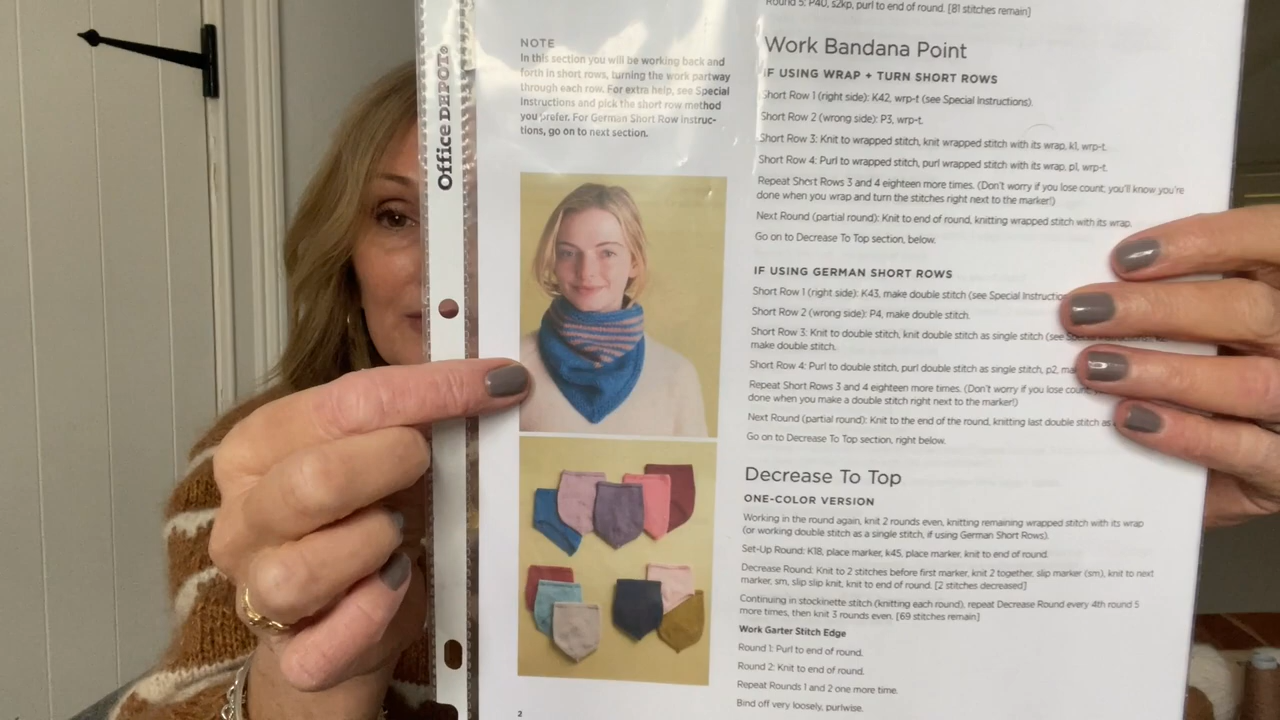 Office DEPOT
NOTE
In this section you will be working back and
forth in short rows, turning the work partway
through each row. For extra help, see Special
Instructions and pick the short row method
you prefer. For German Short Row instruc-
tions, go on to next section.
2
Round 5: P40, s2kp, purl to end of round. [81 stitches remain]
Work Bandana Point
IF USING WRAP + TURN SHORT ROWS
Short Row 1 (right side): K42, wrp-t (see Special Instructions).
Short Row 2 (wrong side): P3, wrp-t.
Short Row 3: Knit to wrapped stitch, knit wrapped stitch with its wrap, k1, wrp-t.
Short Row 4: Purl to wrapped stitch, purl wrapped stitch with its wrap, p1, wrp-t.
Repeat Short Rows 3 and 4 eighteen more times. (Don't worry if you lose count; you'll know you're
done when you wrap and turn the stitches right next to the marker!)
Next Round (partial round): Knit to end of round, knitting wrapped stitch with its wrap.
Go on to Decrease To Top section, below.
IF USING GERMAN SHORT ROWS
Short Row 1 (right side): K43, make double stitch (see Special Instructio
Short Row 2 (wrong side): P4, make double stitch.
Short Row 3: Knit to double stitch, knit double stitch as single stitch (see
make double stitch.
Short Row 4: Purl to double stitch, purl double stitch as single stitch, p2, ma
Repeat Short Rows 3 and 4 eighteen more times. (Don't worry if you lose count
done when you make a double stitch right next to the marker!)
Next Round (partial round): Knit to the end of the round, knitting last double stitch as
Go on to Decrease To Top section, right below.
Decrease To Top
ONE-COLOR VERSION
Working in the round again, knit 2 rounds even, knitting remaining wrapped stitch with its wrap
(or working double stitch as a single stitch, if using German Short Rows).
Set-Up Round: K18, place marker, k45, place marker, knit to end of round.
Decrease Round: Knit to 2 stitches before first marker, knit 2 together, slip marker (sm), knit to next
marker, sm, slip slip knit, knit to end of round. [2 stitches decreased]
Continuing in stockinette stitch (knitting each round), repeat Decrease Round every 4th round 5
more times, then knit 3 rounds even. [69 stitches remain]
Work Garter Stitch Edge
Round 1: Purl to end of round.
Round 2: Knit to end of round.
Repeat Rounds 1 and 2 one more time.
Bind off very loosely, purlwise.